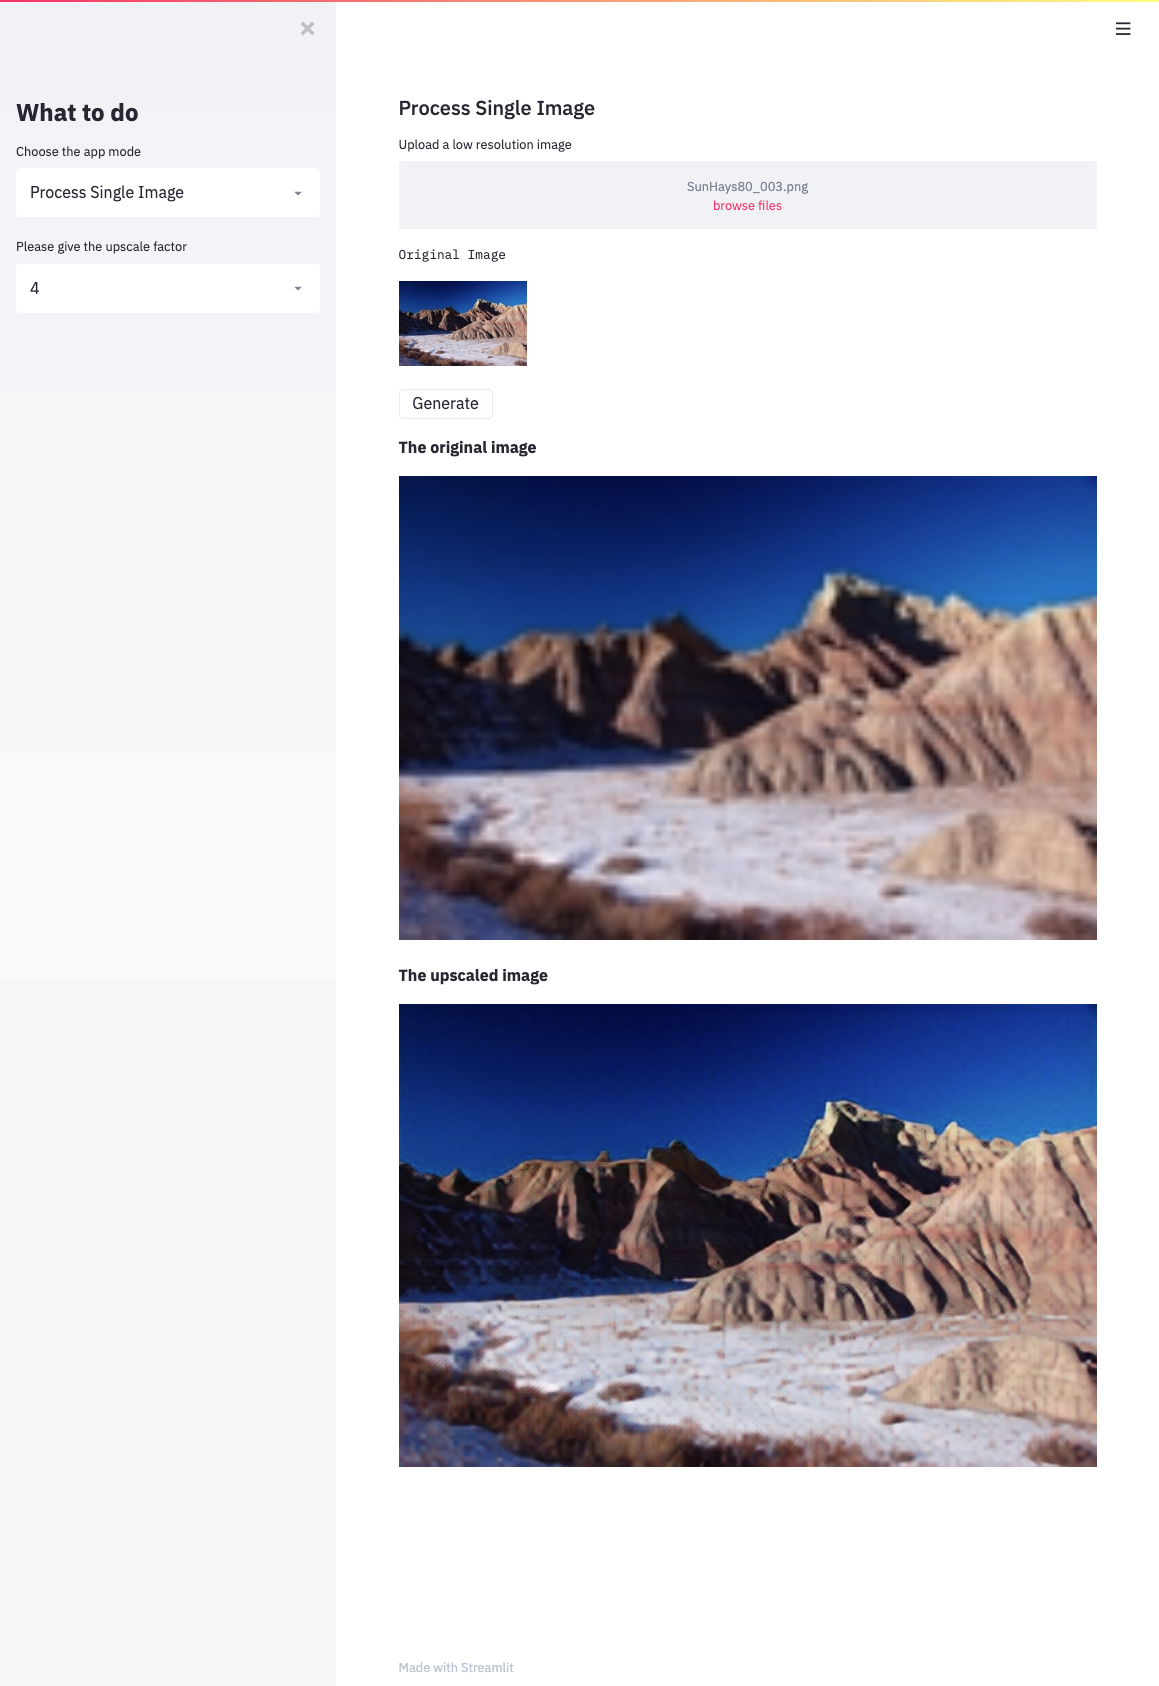 What to do
Choose the app mode
Process Single Image
Please give the upscale factor
4
Process Single Image
Upload a low resolution image
SunHays80_003.png
browse files
Original Image
Generate
The original image
The upscaled image
Made with Streamlit